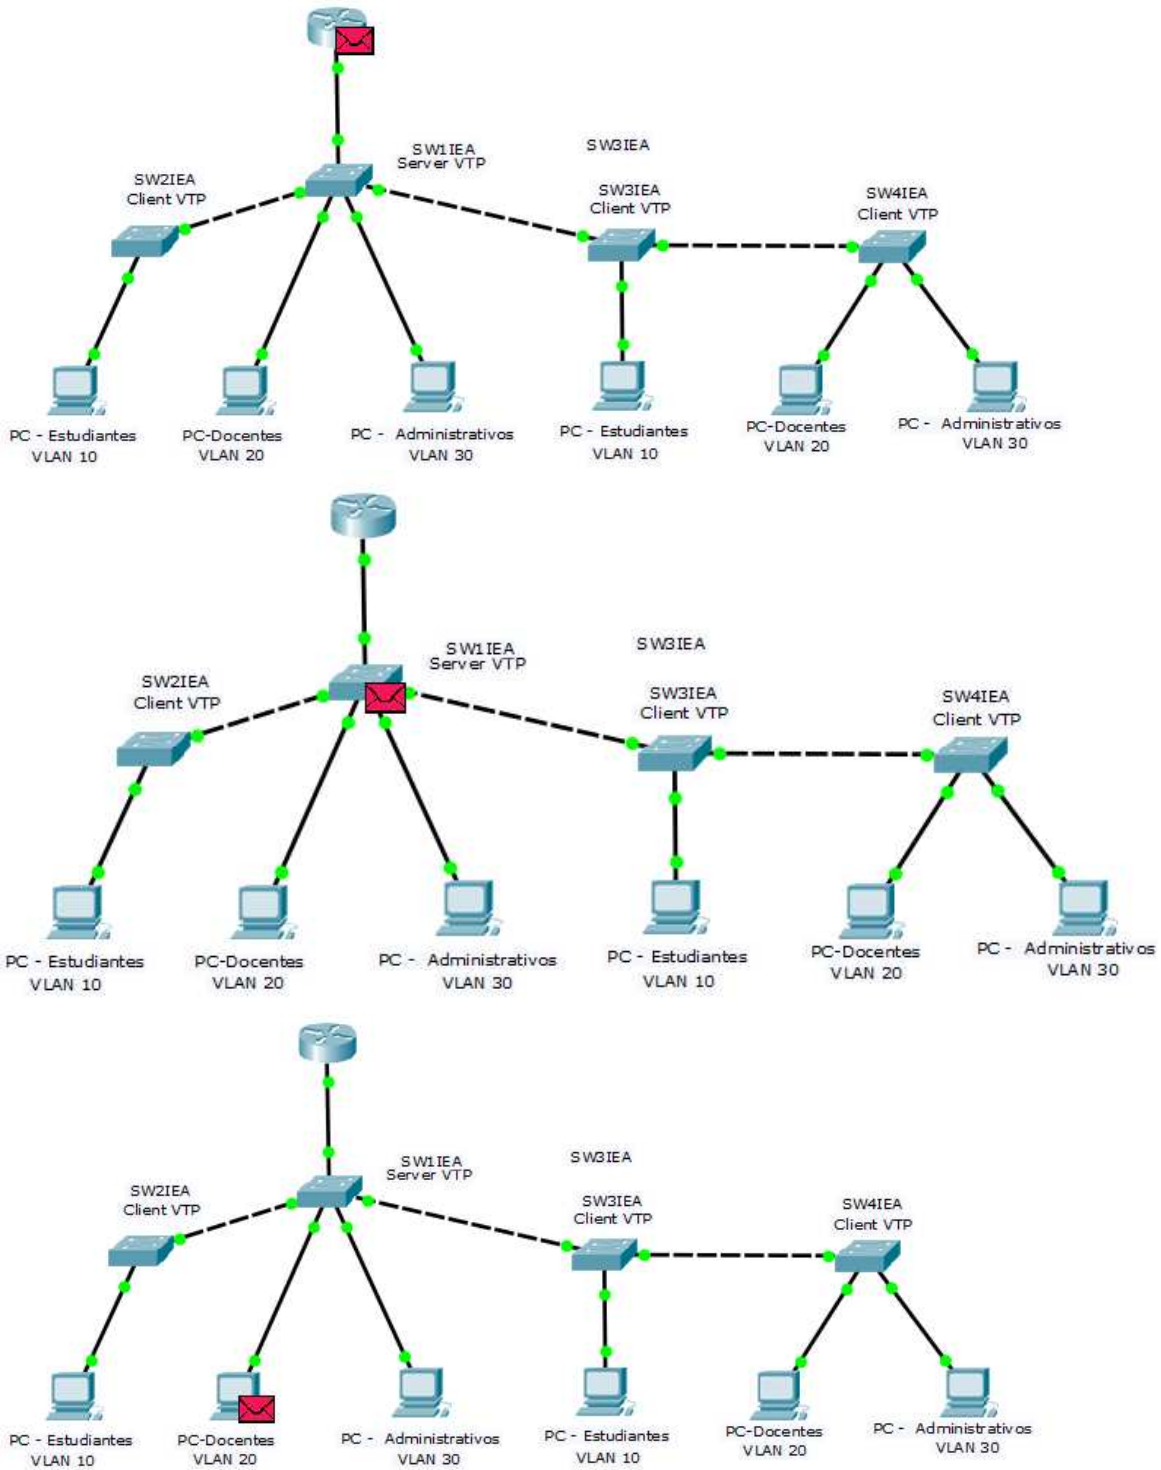 SW1IEA
Server VTP
SW3IEA
SW2IEA
Client VTP
SW3IEA
Client VTP
SW4IEA
Client VTP
PC - Estudiantes
VLAN 10
PC-Docentes
VLAN 20
PC - Administrativos
VLAN 30
PC - Estudiantes
VLAN 10
PC-Docentes
VLAN 20
PC - Administrativos
VLAN 30
SW1IEA
Server VTP
SW3IEA
SW2IEA
Client VTP
SW3IEA
Client VTP
SW4IEA
Client VTP
PC - Estudiantes
VLAN 10
PC-Docentes
VLAN 20
PC - Administrativos
VLAN 30
PC - Estudiantes
VLAN 10
PC-Docentes
VLAN 20
PC - Administrativos
VLAN 30
SW1IEA
Server VTP
SW3IEA
SW2IEA
Client VTP
SW3IEA
Client VTP
SW4IEA
Client VTP
PC - Estudiantes
VLAN 10
PC-Docentes
VLAN 20
PC - Administrativos
VLAN 30
PC - Estudiantes
VLAN 10
PC-Docentes
VLAN 20
PC - Administrativos
VLAN 30